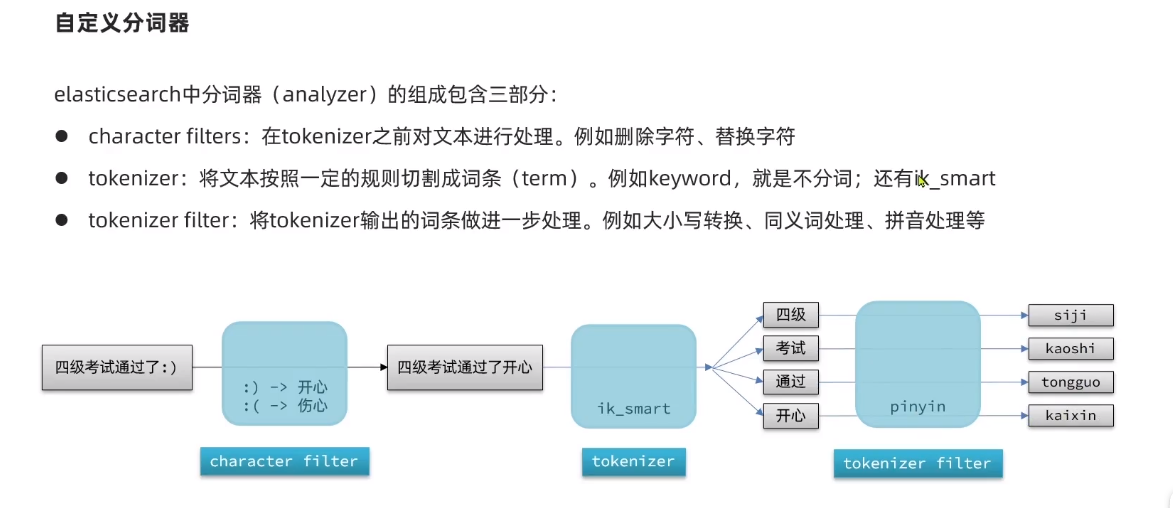 自定义分词器
elasticsearch中分词器（analyzer）的组成包含三部分：
● character filters：在tokenizer之前对文本进行处理。例如删除字符、替换字符
● tokenizer：将文本按照一定的规则切割成词条（term）。例如keyword，就是不分词；还有ik_smart
● tokenizer filter：将tokenizer输出的词条做进一步处理。例如大小写转换、同义词处理、拼音处理等
四级考试通过了:)
:) -> 开心
:( -> 伤心
character filter
四级考试通过了开心
ik_smart
tokenizer
四级
考试
通过
开心
pinyin
tokenizer filter
siji
kaoshi
tongguo
kaixin